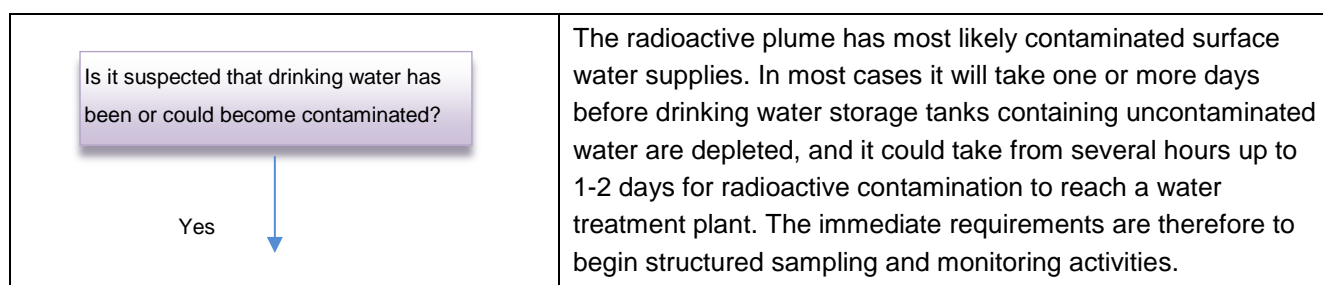 Is it suspected that drinking water has
been or could become contaminated?
Yes
The radioactive plume has most likely contaminated surface
water supplies. In most cases it will take one or more days
before drinking water storage tanks containing uncontaminated
water are depleted, and it could take from several hours up to
1-2 days for radioactive contamination to reach a water
treatment plant. The immediate requirements are therefore to
begin structured sampling and monitoring activities.